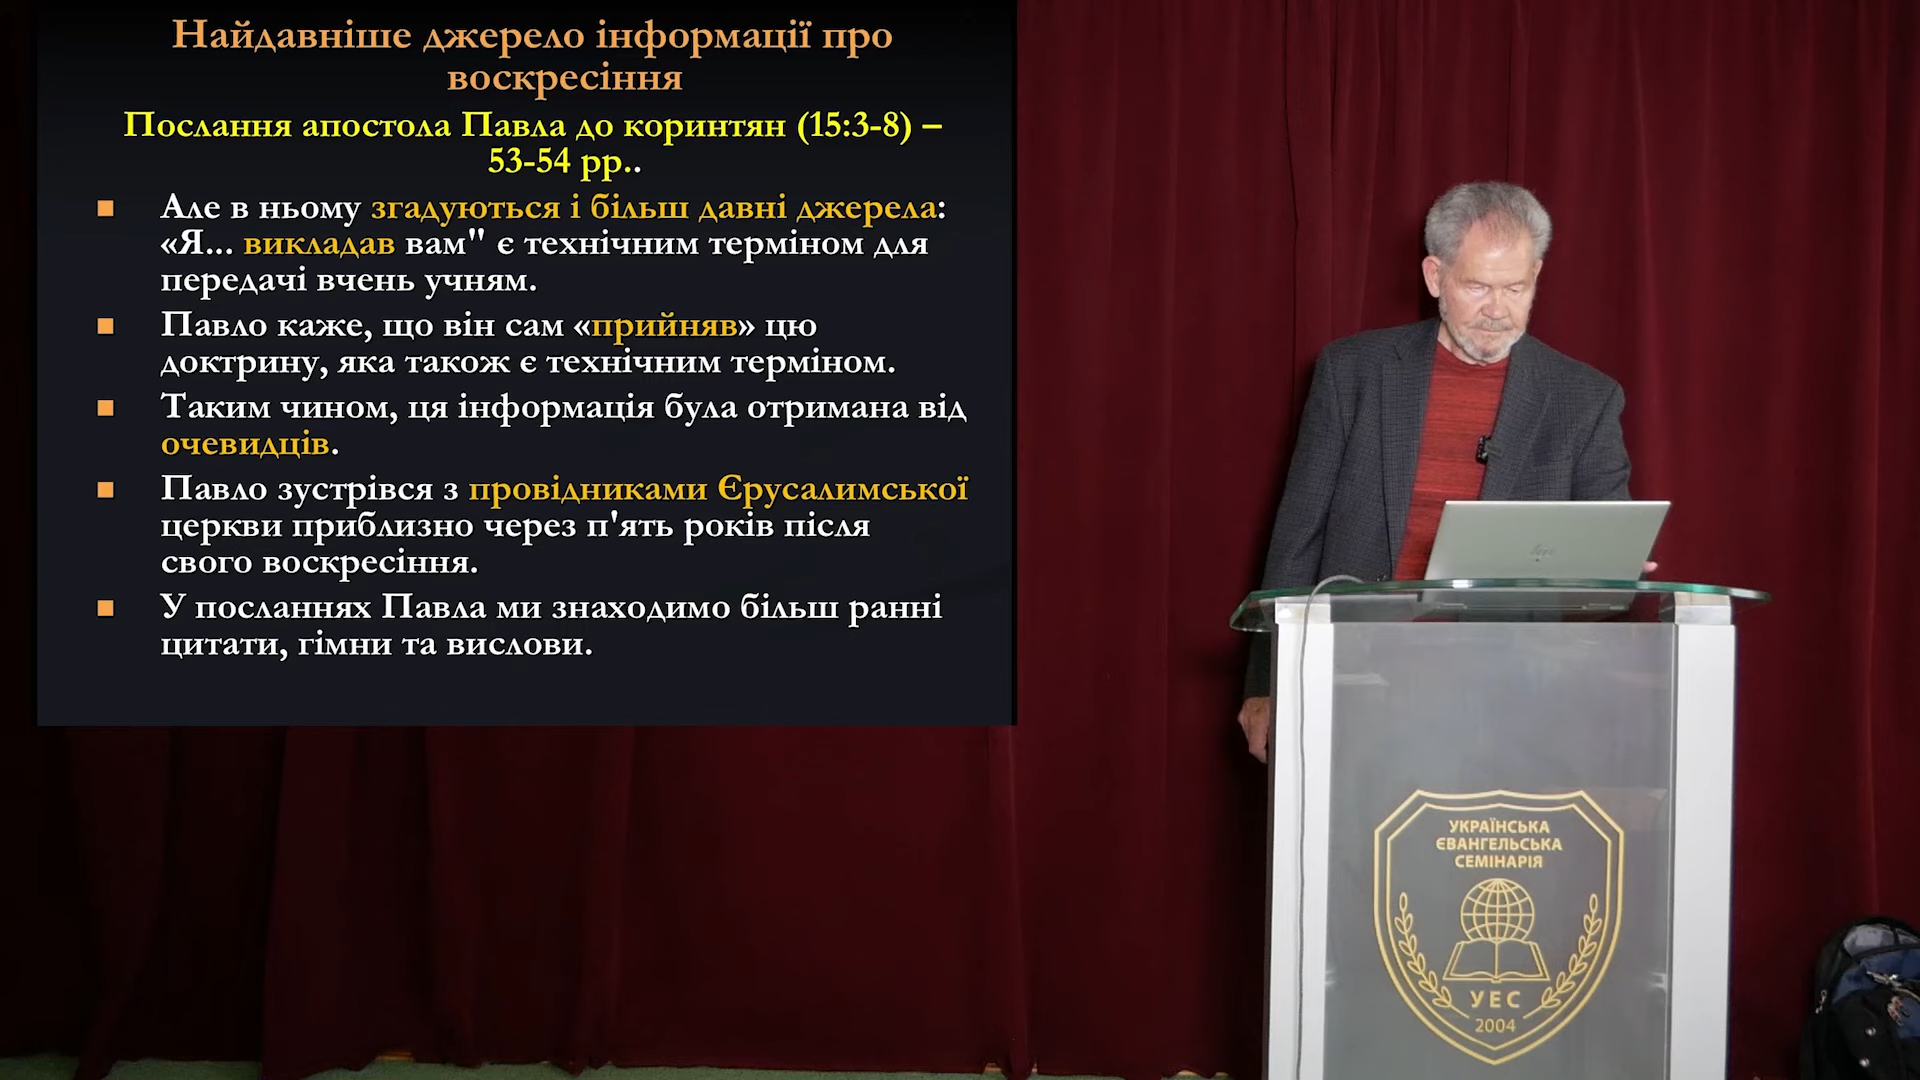 Найдавніше джерело інформації про
воскресіння
Послання апостола Павла до коринтян (15:3-8) –
53-54 рр..
Але в ньому згадуються і більш давні джерела:
«Я... викладав вам" є технічним терміном для
передачі вчень учням.
Павло каже, що він сам «прийняв» цю
доктрину, яка також є технічним терміном.
Таким чином, ця інформація була отримана від
очевидців.
Павло зустрівся з провідниками Єрусалимської
церкви приблизно через п'ять років після
свого воскресіння.
У посланнях Павла ми знаходимо більш ранні
цитати, гімни та вислови.
hp
УКРАЇНСЬКА
ЄВАНГЕЛЬСЬКА
СЕМІНАРІЯ
УЕС
2004